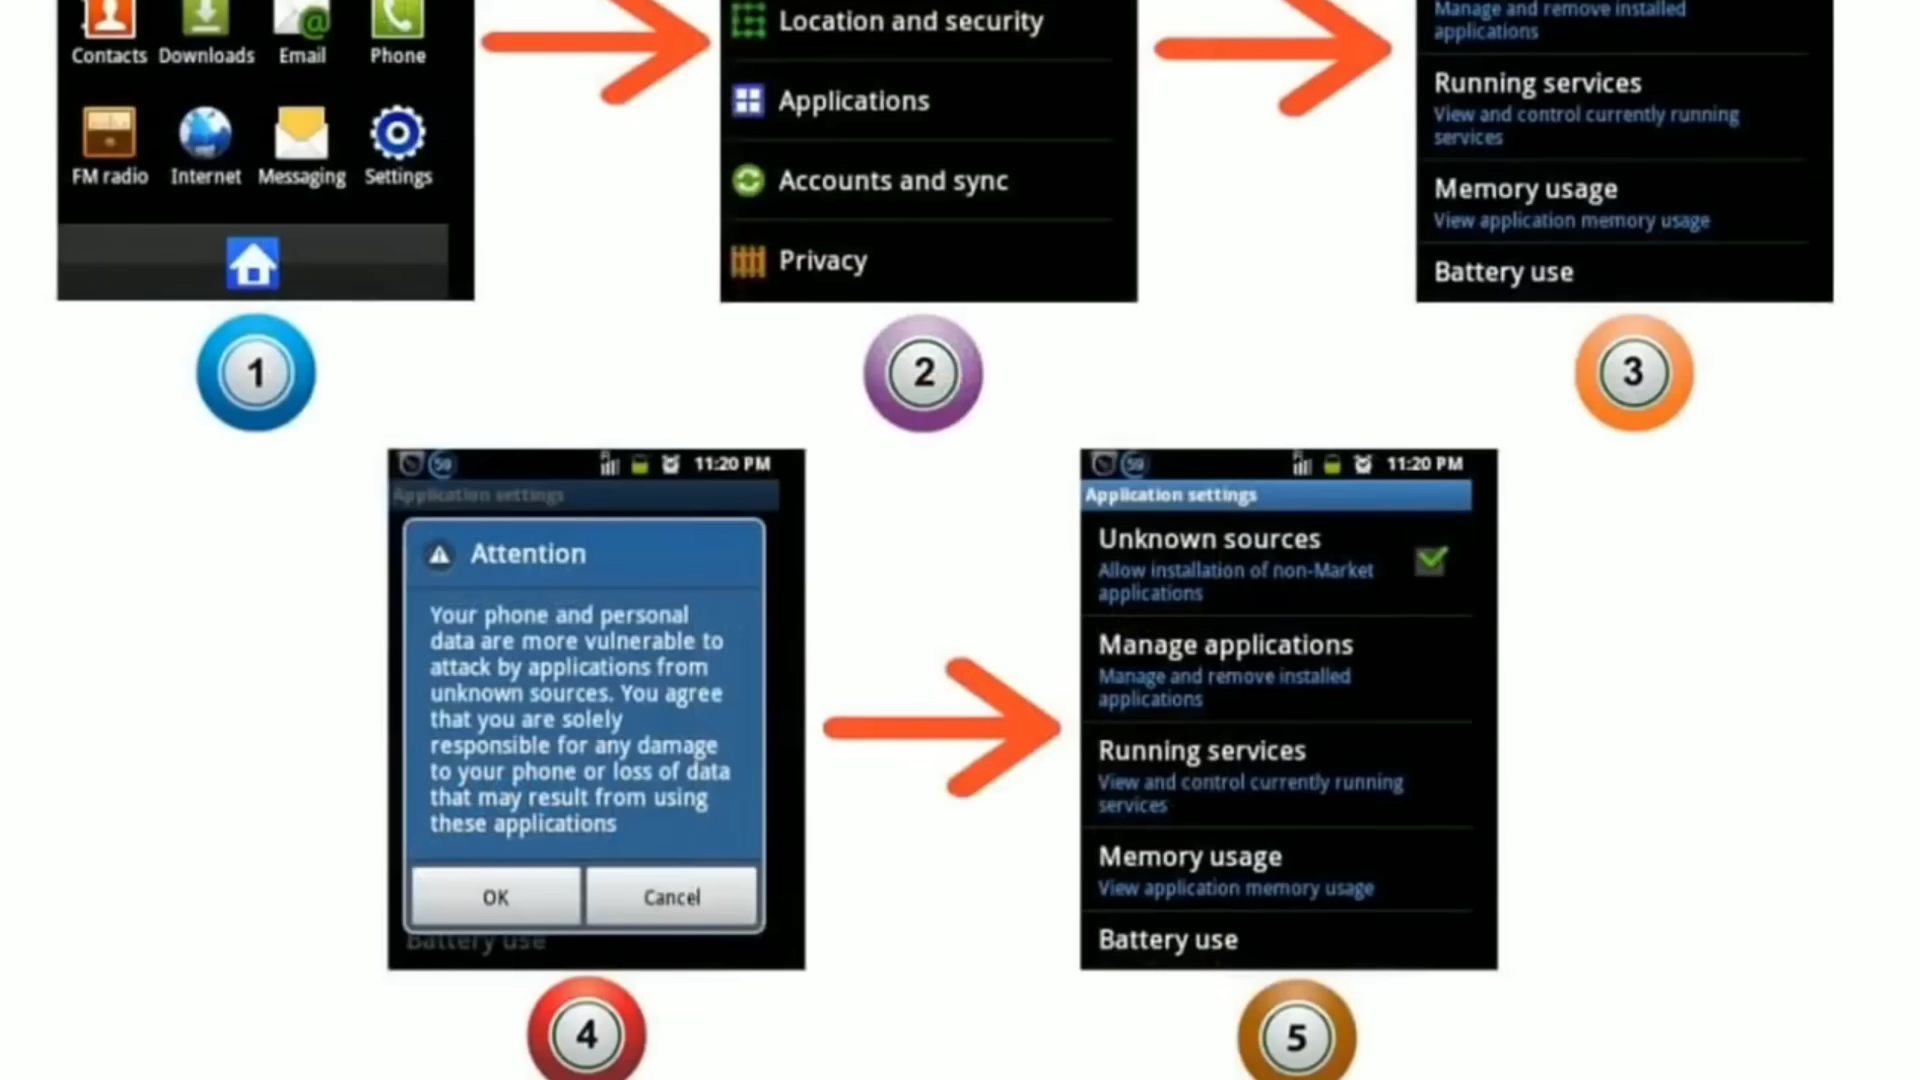 Contacts Downloads Email Phone
FM radio Internet Messaging Settings
1
Location and security
Applications
Accounts and sync
Privacy
2
Manage and remove installed
applications
Running services
View and control currently running
services
Memory usage
View application memory usage
Battery use
3
59 11:20 PM
Application settings
Attention
Your phone and personal
data are more vulnerable to
attack by applications from
unknown sources. You agree
that you are solely
responsible for any damage
to your phone or loss of data
that may result from using
these applications
OK Cancel
Battery use
4
59 11:20 PM
Application settings
Unknown sources
Allow installation of non-Market
applications
Manage applications
Manage and remove installed
applications
Running services
View and control currently running
services
Memory usage
View application memory usage
Battery use
5